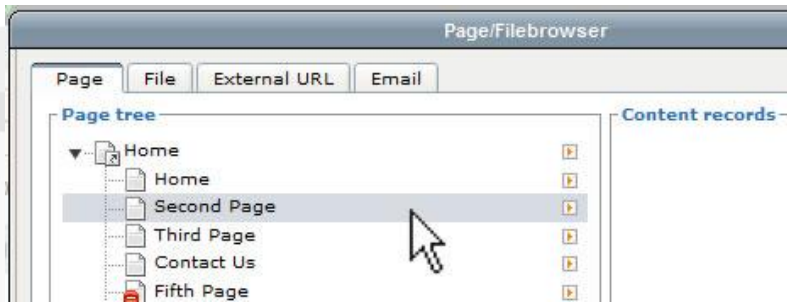 Page/Filebrowser
Page File External URL Email
Page tree Content records
Home
Home
Second Page
Third Page
Contact Us
Fifth Page